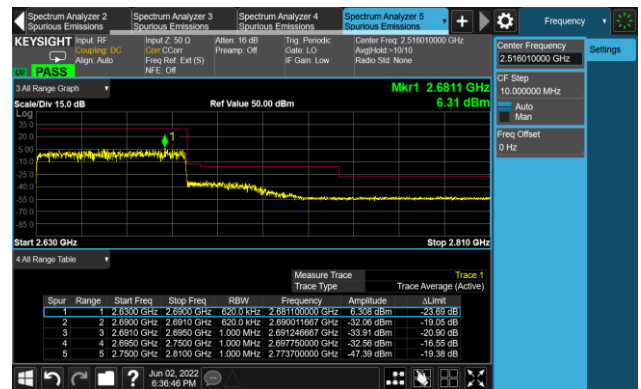 Spectrum Analyzer 2
Spurious Emissions
Spectrum Analyzer 3
Spurious Emissions
Spectrum Analyzer 4
Spurious Emissions
Spectrum Analyzer 5
Spurious Emissions
Frequency
KEYSIGHT
Input: RF
Coupling: DC
Align: Auto
Input Z: 50 Ω
Corr CCorr
Freq Ref: Ext (S)
NFE: Off
Atten: 16 dB
Preamp: Off
Trig: Periodic
Gate: LO
IF Gain: Low
Center Freq: 2.516010000 GHz
Avg|Hold:>10/10
Radio Std: None
PASS
3.All Range Graph
Scale/Div 15.0 dB
Ref Value 50.00 dBm
Mkr1 2.6811 GHz
6.31 dBm
Log
35.0
20.0
5.00
-10.0
-25.0
-40.0
-55.0
-70.0
-85.0
1
Start 2.630 GHz
Stop 2.810 GHz
4.All Range Table
Measure Trace Trace 1
Trace Type Trace Average (Active)
Spur Range Start Freq Stop Freq RBW Frequency Amplitude ΔLimit
1 1 2.6300 GHz 2.6900 GHz 620.0 kHz 2.681100000 GHz 6.308 dBm -23.69 dB
2 2 2.6900 GHz 2.6910 GHz 620.0 kHz 2.690011667 GHz -32.06 dBm -19.05 dB
3 3 2.6910 GHz 2.6950 GHz 1.000 MHz 2.691246667 GHz -33.91 dBm -20.90 dB
4 4 2.6950 GHz 2.7500 GHz 1.000 MHz 2.697750000 GHz -32.56 dBm -16.55 dB
5 5 2.7500 GHz 2.8100 GHz 1.000 MHz 2.773700000 GHz -47.39 dBm -19.38 dB
Jun 02, 2022
6:36:46 PM
Center Frequency
2.516010000 GHz
Settings
CF Step
10.000000 MHz
Auto
Man
Freq Offset
0 Hz